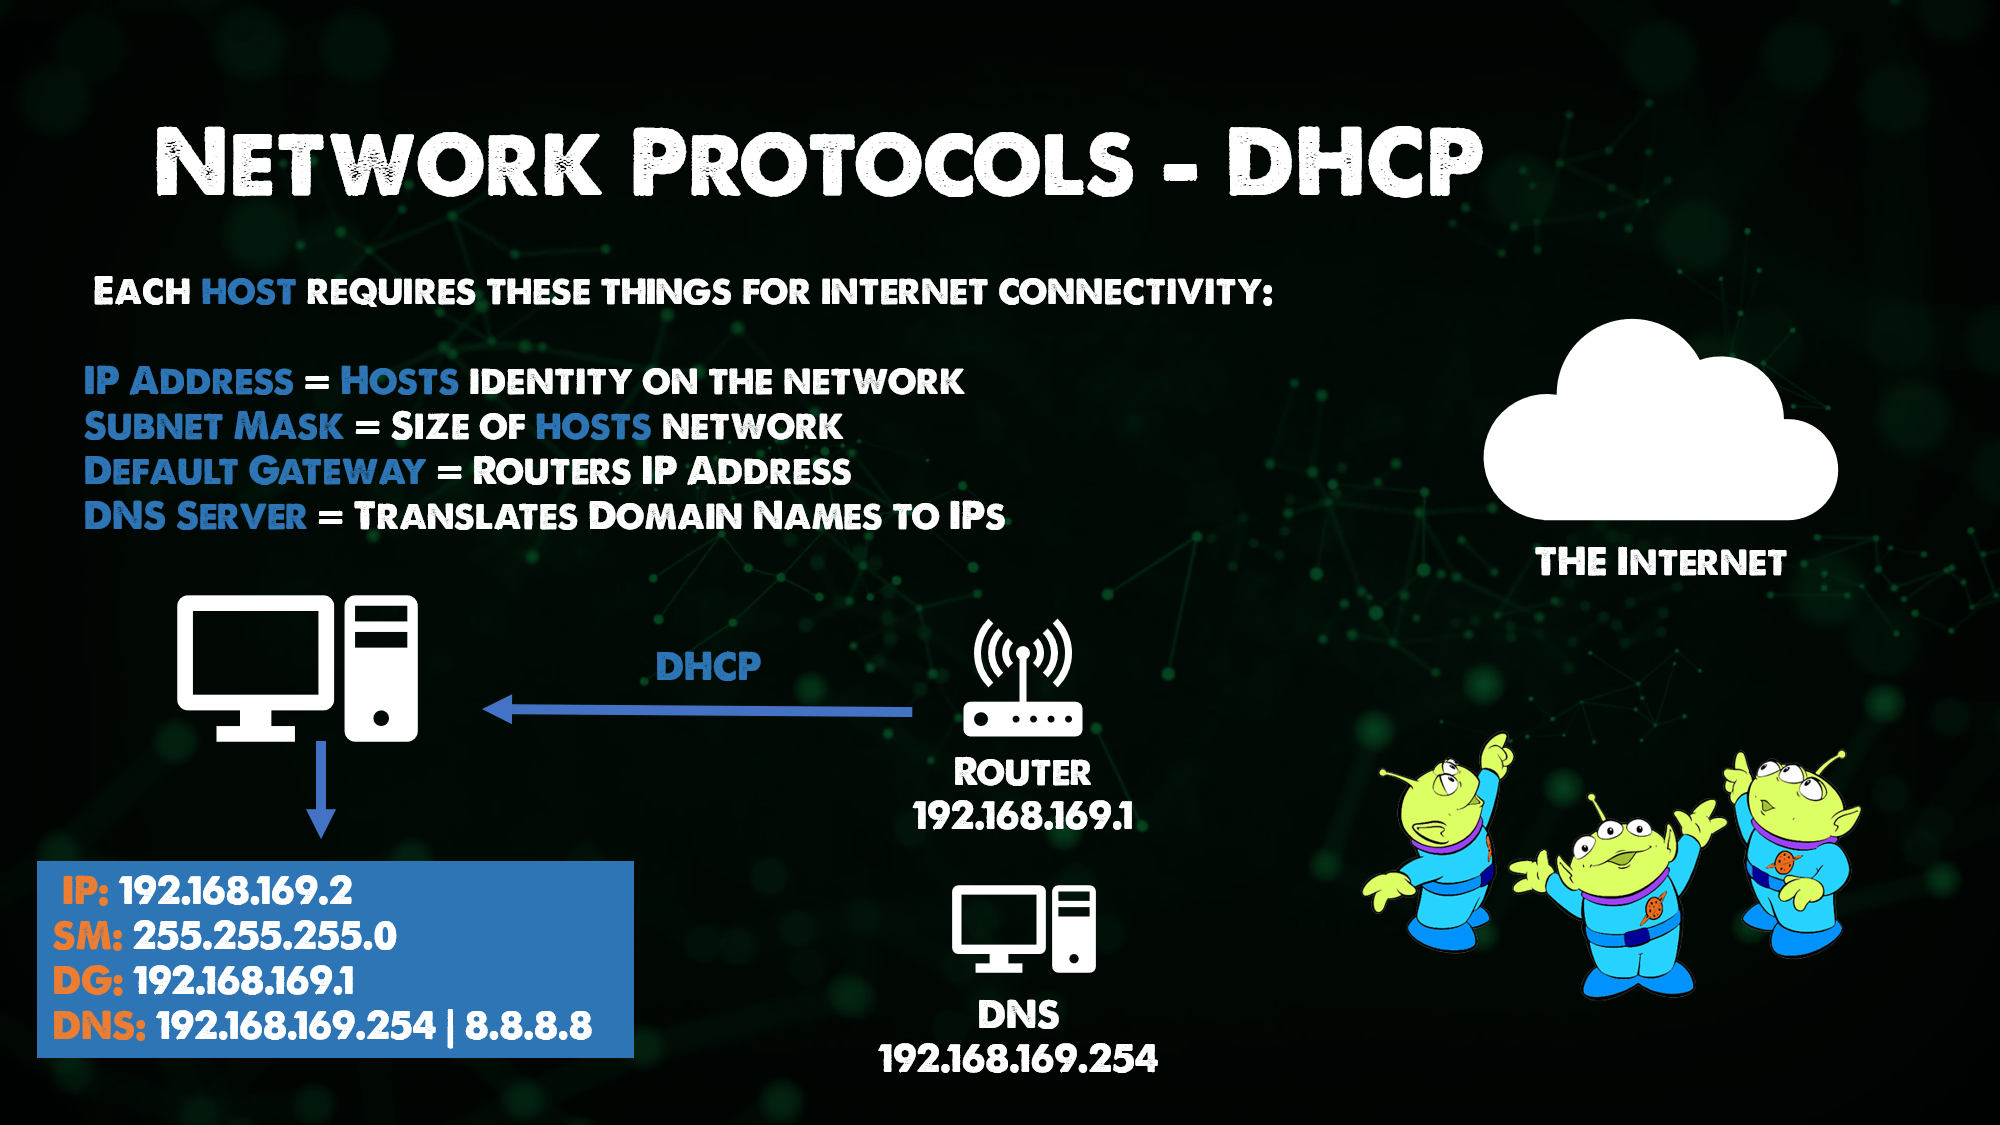 Network Protocols - DHCP
Each host requires these things for internet connectivity:
IP Address = Hosts identity on the network
Subnet Mask = Size of hosts network
Default Gateway = Routers IP Address
DNS Server = Translates Domain Names to IPs
THE Internet
DHCP
Router
192.168.169.1
IP: 192.168.169.2
SM: 255.255.255.0
DG: 192.168.169.1
DNS: 192.168.169.254 | 8.8.8.8
DNS
192.168.169.254